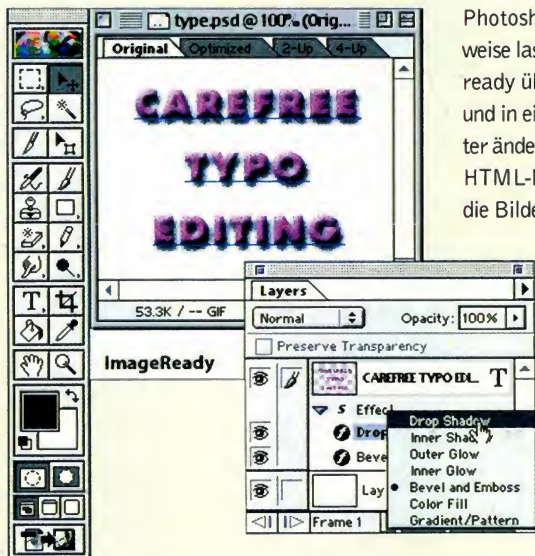 type.psd @ 100% (Orig...
Original Optimized 2-Up 4-Up
CAREFREE
TYPO
EDITING
53.3K / -- GIF
ImageReady
Photosh
weise las
ready üb
und in ei
ter ände
HTML-
die Bilde
Layers
Normal Opacity: 100%
Preserve Transparency
CAREFREE TYPO EDI... T
Effec
Drop
Beve
Lay
Frame 1
Drop Shadow
Inner Sha
Outer Glow
Inner Glow
Bevel and Emboss
Color Fill
Gradient/Pattern